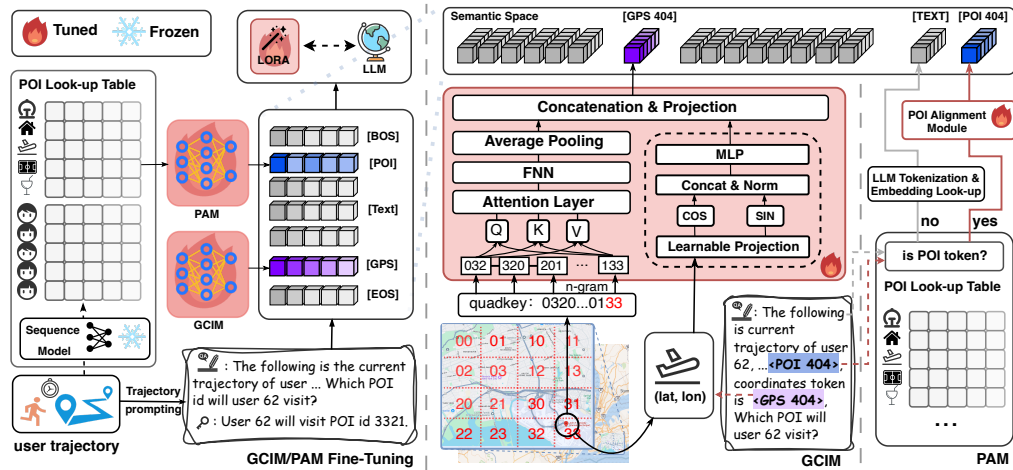 Tuned
Frozen
LORA
LLM
POI Look-up Table
PAM
GCIM
[BOS]
[POI]
[Text]
[GPS]
[EOS]
Sequence
Model
Trajectory
prompting
user trajectory
: The following is the current
trajectory of user ... Which POI
id will user 62 visit?
: User 62 will visit POI id 3321.
GCIM/PAM Fine-Tuning
Semantic Space
[GPS 404]
[TEXT]
[POI 404]
Concatenation & Projection
Average Pooling
FNN
Attention Layer
Q
K
V
032
320
201
...
133
n-gram
quadkey: 0320...0133
MLP
Concat & Norm
COS
SIN
Learnable Projection
00 01 10 11
02 03 12 13
20 21 30 31
22 23 32 33
(lat, lon)
: The following
is current
trajectory of user
62, ...<POI 404>,
coordinates token
is <GPS 404>,
Which POI will
user 62 visit?
GCIM
POI Alignment
Module
LLM Tokenization &
Embedding Look-up
no
yes
is POI token?
POI Look-up Table
...
PAM